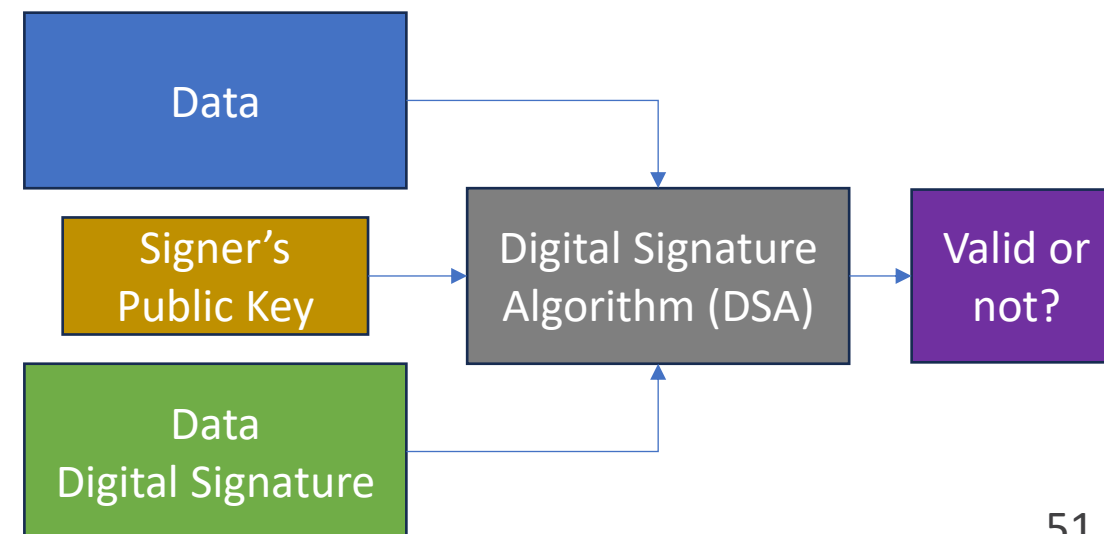 Data
Signer’s
Public Key
Digital Signature
Algorithm (DSA)
Valid or
not?
Data
Digital Signature
51